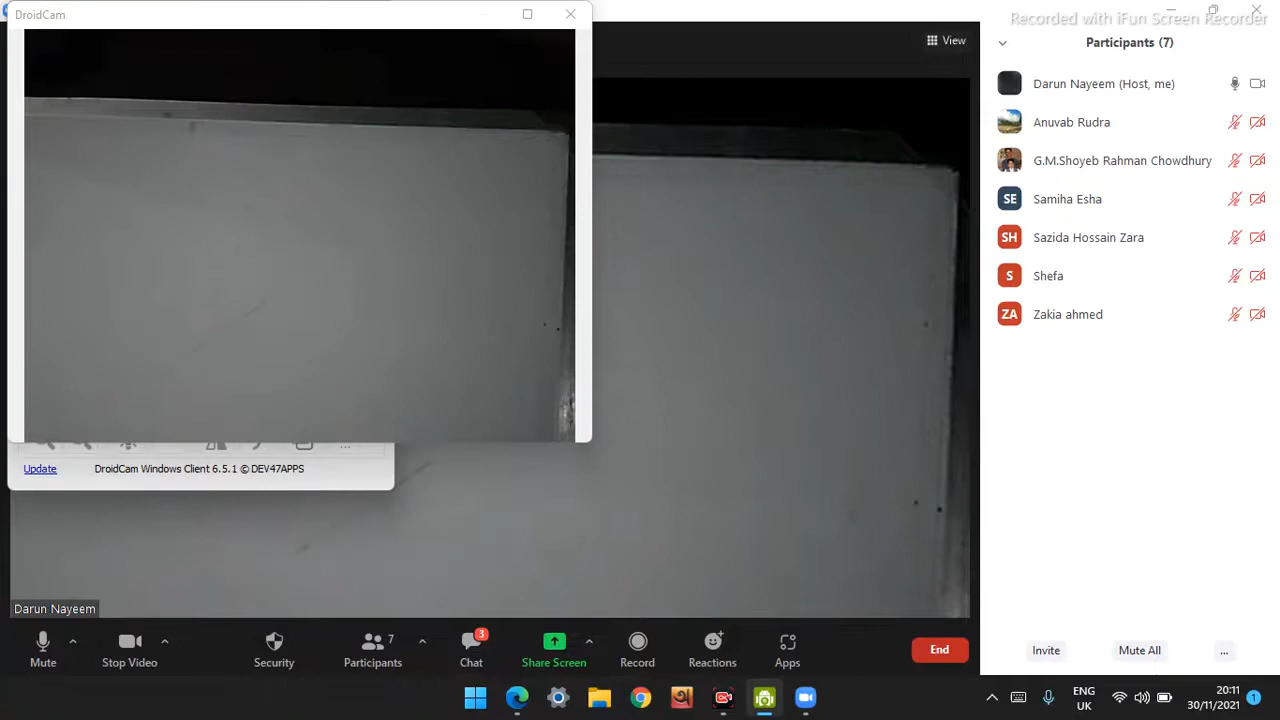 DroidCam
Recorded with iFun Screen Recorder
View
Participants (7)
Darun Nayeem (Host, me)
Anuvab Rudra
G.M.Shoyeb Rahman Chowdhury
SE Samiha Esha
SH Sazida Hossain Zara
S Shefa
ZA Zakia ahmed
Update DroidCam Windows Client 6.5.1 © DEV47APPS
Darun Nayeem
7
3
Mute
Stop Video
Security
Participants
Chat
Share Screen
Record
Reactions
Apps
End
Invite
Mute All
...
অ
ENG
UK
20:11
30/11/2021
1